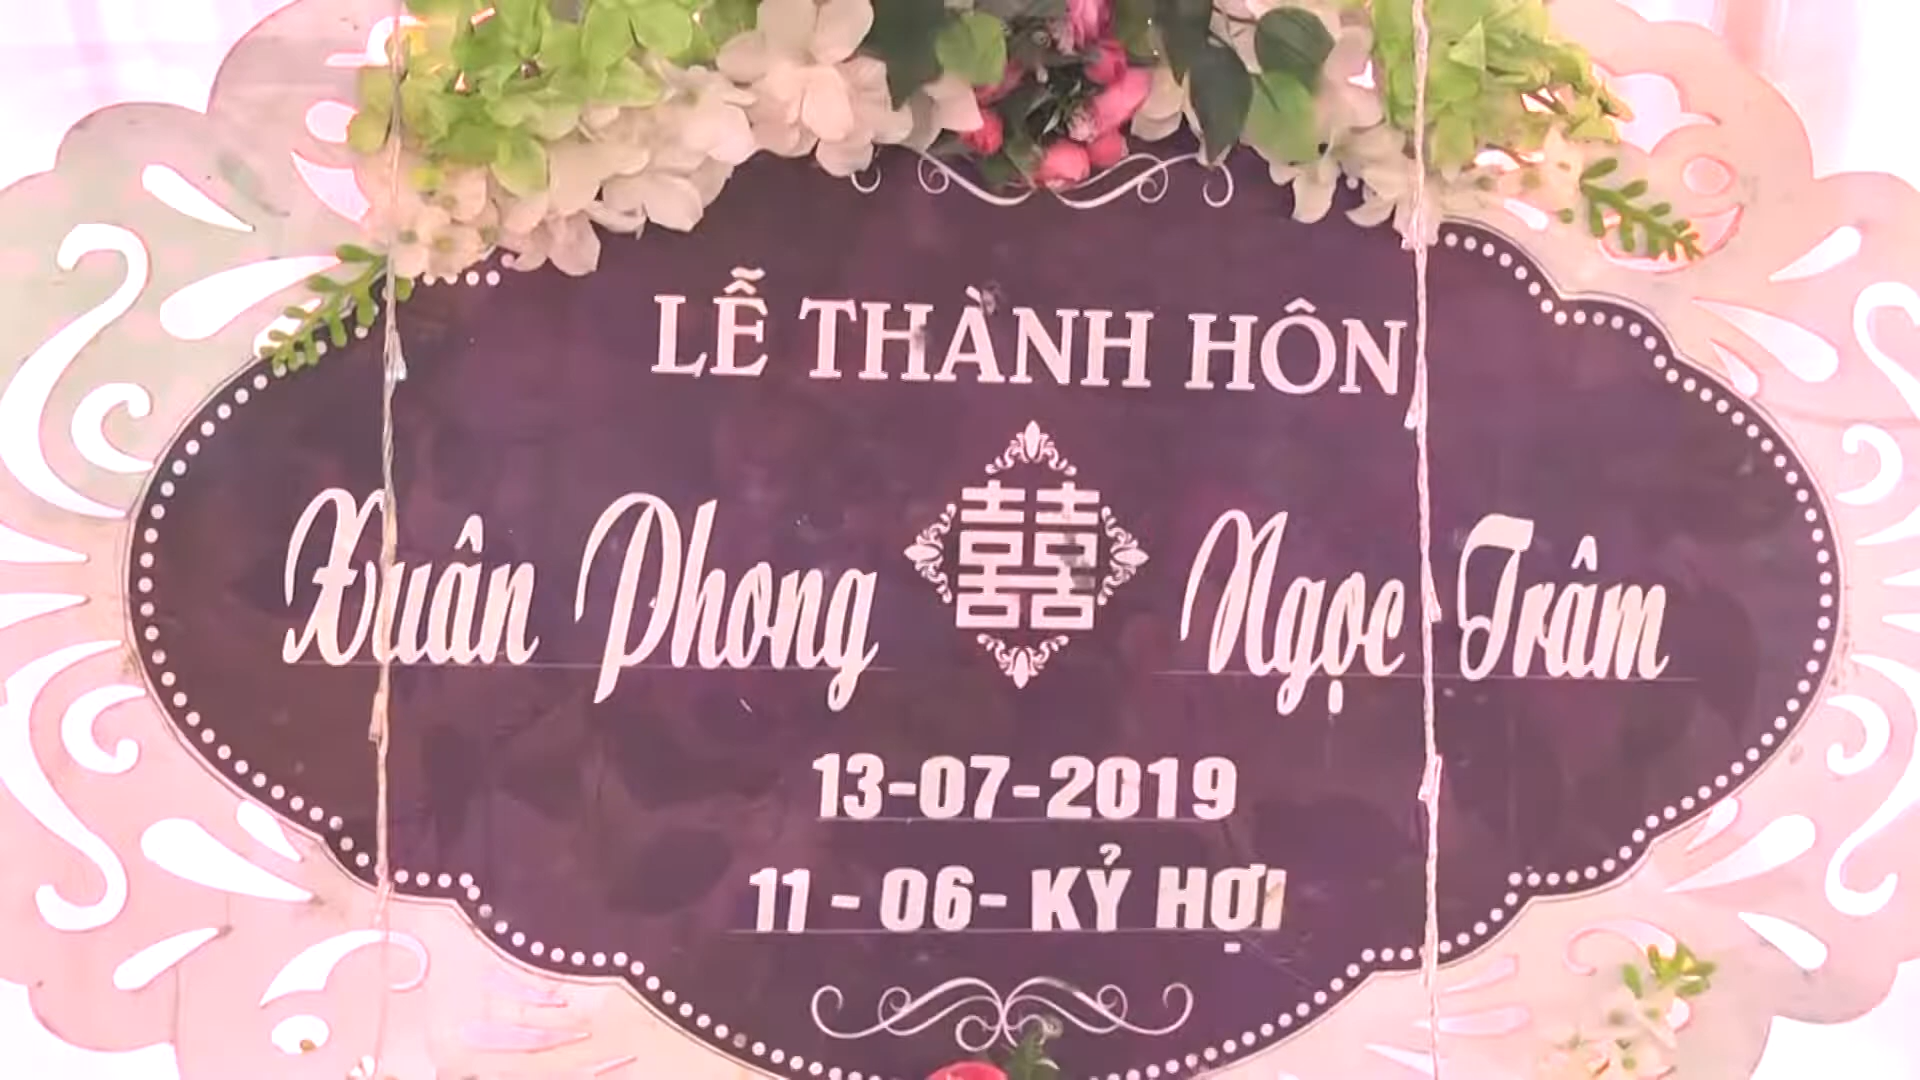 LỄ THÀNH HÔN
Xuân Phong 囍 Ngọc Trâm
13-07-2019
11 - 06 - KỶ HỢI